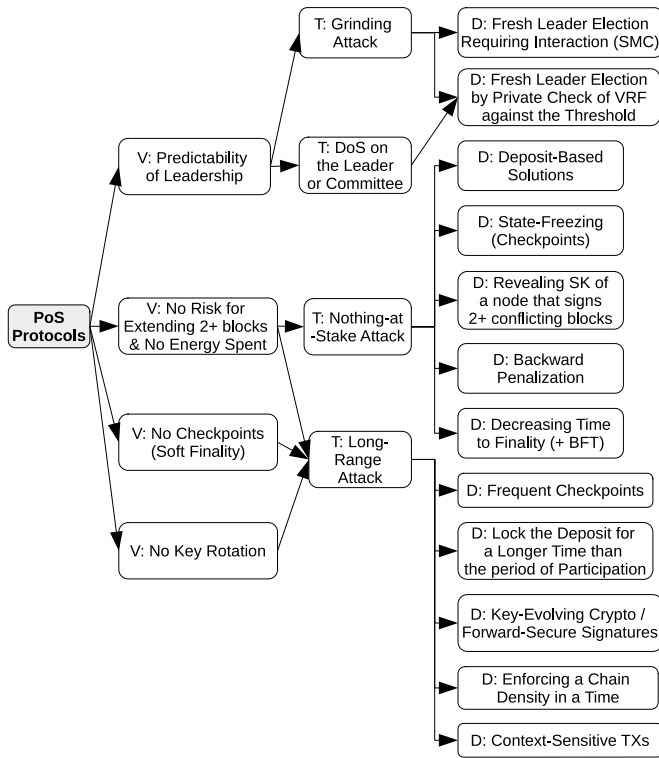 PoS
Protocols
V: Predictability
of Leadership
V: No Risk for
Extending 2+ blocks
& No Energy Spent
V: No Checkpoints
(Soft Finality)
V: No Key Rotation
T: Grinding
Attack
T: DoS on
the Leader
or Committee
T: Nothing-at
-Stake Attack
T: Long-
Range
Attack
D: Fresh Leader Election
Requiring Interaction (SMC)
D: Fresh Leader Election
by Private Check of VRF
against the Threshold
D: Deposit-Based
Solutions
D: State-Freezing
(Checkpoints)
D: Revealing SK of
a node that signs
2+ conflicting blocks
D: Backward
Penalization
D: Decreasing Time
to Finality (+ BFT)
D: Frequent Checkpoints
D: Lock the Deposit for
a Longer Time than
the period of Participation
D: Key-Evolving Crypto /
Forward-Secure Signatures
D: Enforcing a Chain
Density in a Time
D: Context-Sensitive TXs